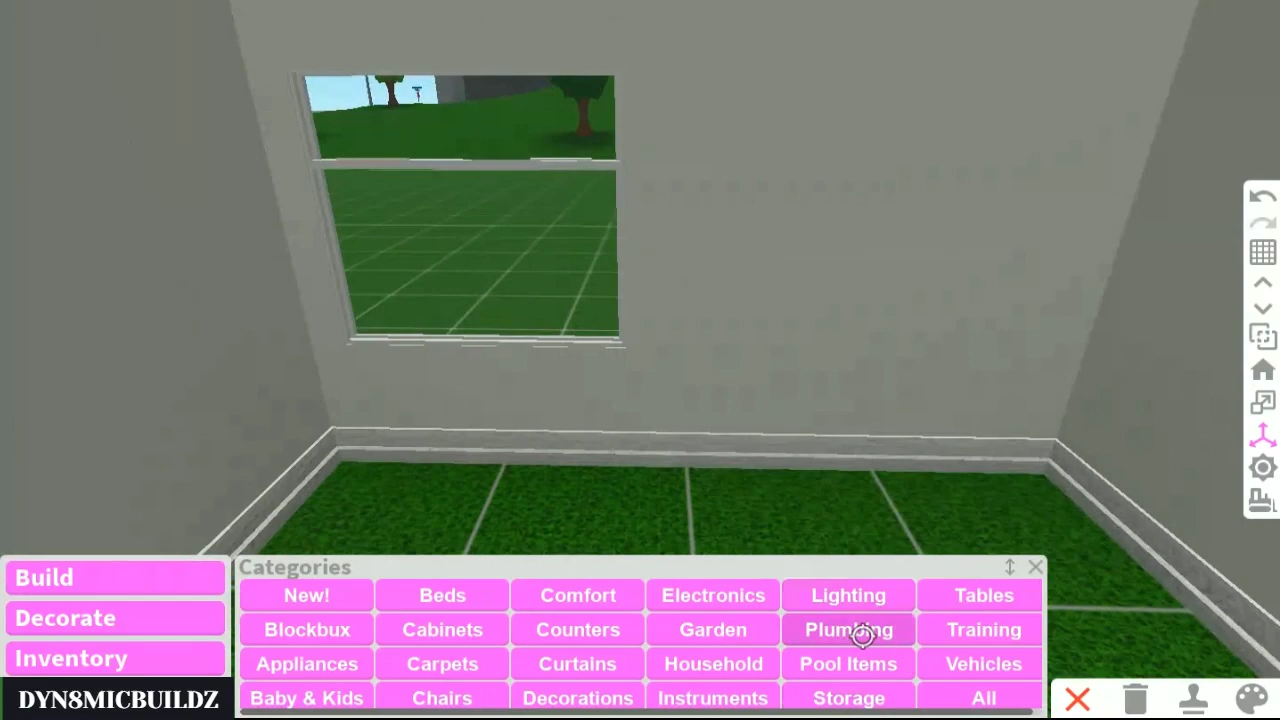 Build
Decorate
Inventory
DYN8MICBUILDZ
Categories
New! Beds Comfort Electronics Lighting Tables
Blockbux Cabinets Counters Garden Plumbing Training
Appliances Carpets Curtains Household Pool Items Vehicles
Baby & Kids Chairs Decorations Instruments Storage All